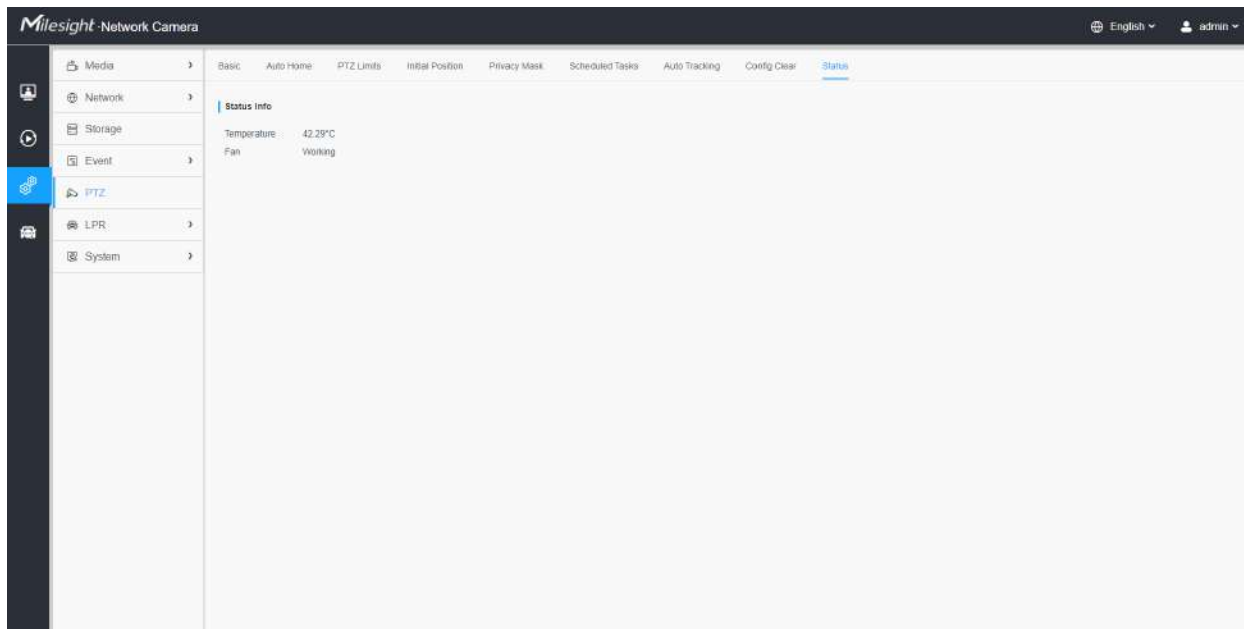 Milesight Network Camera
English
admin
Media
Network
Storage
Event
PTZ
LPR
System
Basic Auto Home PTZ Limits Initial Position Privacy Mask Scheduled Tasks Auto Tracking Config Clear Status
Status Info
Temperature 42.29°C
Fan Working